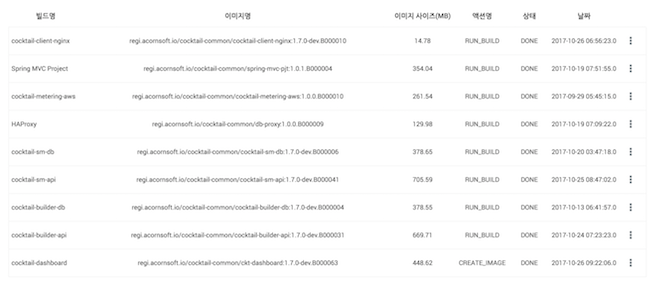 빌드명 이미지명 이미지 사이즈(MB) 액션명 상태 날짜
cocktail-client-nginx regi.acornsoft.io/cocktail-common/cocktail-client-nginx:1.7.0-dev.B000010 14.78 RUN_BUILD DONE 2017-10-26 06:56:23.0
Spring MVC Project regi.acornsoft.io/cocktail-common/spring-mvc-pjt:1.0.1.B000004 354.04 RUN_BUILD DONE 2017-10-19 07:51:55.0
cocktail-metering-aws regi.acornsoft.io/cocktail-common/cocktail-metering-aws:1.0.0.B000010 261.54 RUN_BUILD DONE 2017-09-29 05:45:15.0
HAProxy regi.acornsoft.io/cocktail-common/db-proxy:1.0.0.B000009 129.98 RUN_BUILD DONE 2017-10-19 07:09:22.0
cocktail-sm-db regi.acornsoft.io/cocktail-common/cocktail-sm-db:1.7.0-dev.B000006 378.65 RUN_BUILD DONE 2017-10-20 03:47:18.0
cocktail-sm-api regi.acornsoft.io/cocktail-common/cocktail-sm-api:1.7.0-dev.B000041 705.59 RUN_BUILD DONE 2017-10-25 08:47:02.0
cocktail-builder-db regi.acornsoft.io/cocktail-common/cocktail-builder-db:1.7.0-dev.B000004 378.55 RUN_BUILD DONE 2017-10-13 06:41:57.0
cocktail-builder-api regi.acornsoft.io/cocktail-common/cocktail-builder-api:1.7.0-dev.B000031 669.71 RUN_BUILD DONE 2017-10-24 07:23:23.0
cocktail-dashboard regi.acornsoft.io/cocktail-common/ckt-dashboard:1.7.0-dev.B000063 448.62 CREATE_IMAGE DONE 2017-10-26 09:22:06.0